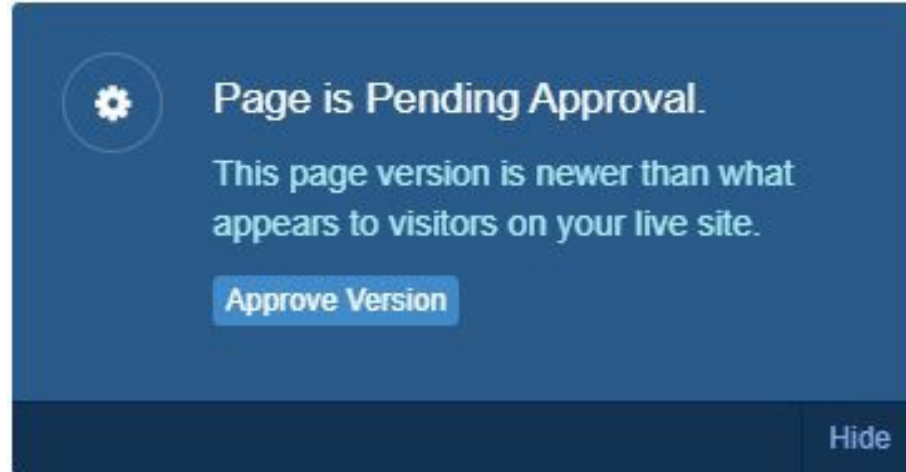 Page is Pending Approval.
This page version is newer than what
appears to visitors on your live site.
Approve Version
Hide